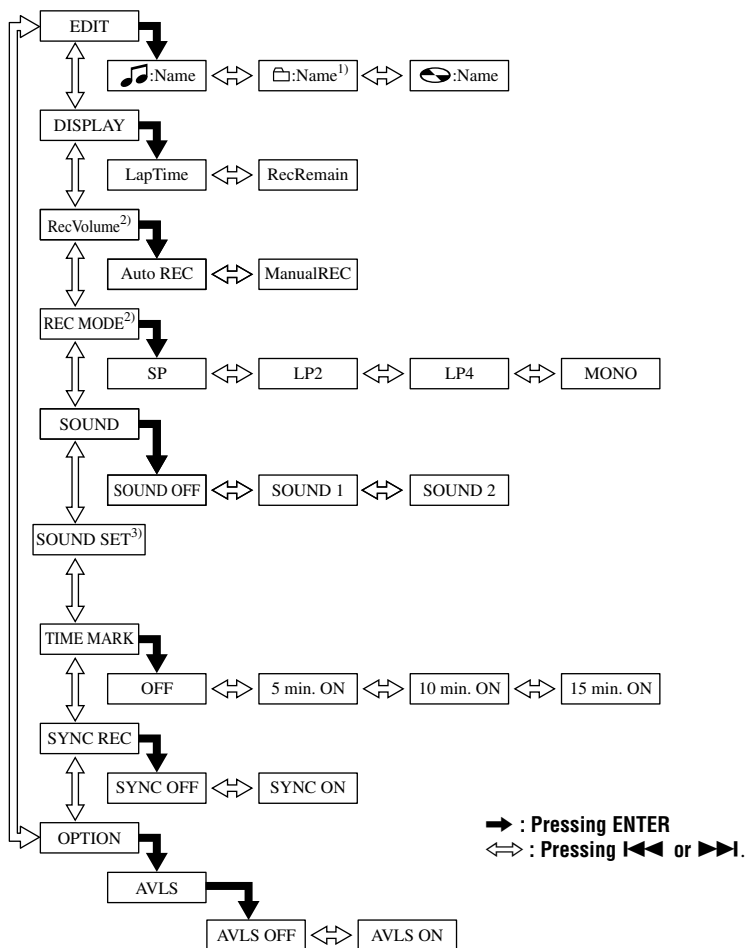 EDIT
:Name :Name1) :Name
DISPLAY
LapTime RecRemain
RecVolume2)
Auto REC ManualREC
REC MODE2)
SP LP2 LP4 MONO
SOUND
SOUND OFF SOUND 1 SOUND 2
SOUND SET3)
TIME MARK
OFF 5 min. ON 10 min. ON 15 min. ON
SYNC REC
SYNC OFF SYNC ON
OPTION
: Pressing ENTER
: Pressing or .
AVLS
AVLS OFF AVLS ON